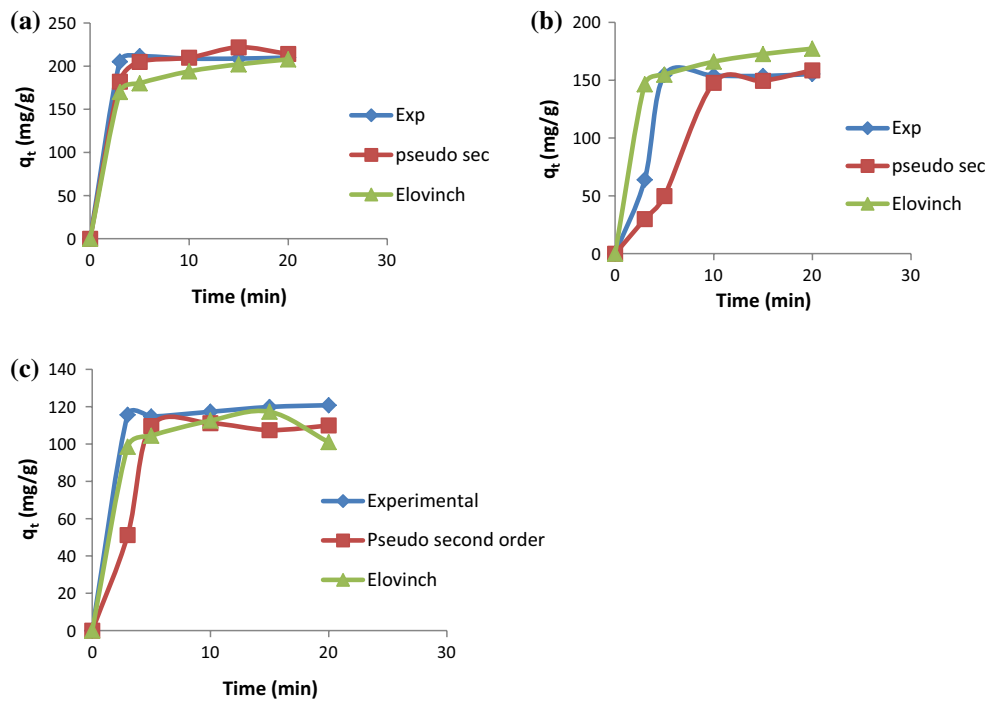 (a)
250
200
150
100
50
0
0 10 20 30
qt (mg/g)
Time (min)
Exp
pseudo sec
Elovinch
(b)
200
150
100
50
0
0 10 20 30
qt (mg/g)
Time (min)
Exp
pseudo sec
Elovinch
(c)
140
120
100
80
60
40
20
0
0 10 20 30
qt (mg/g)
Time (min)
Experimental
Pseudo second order
Elovinch